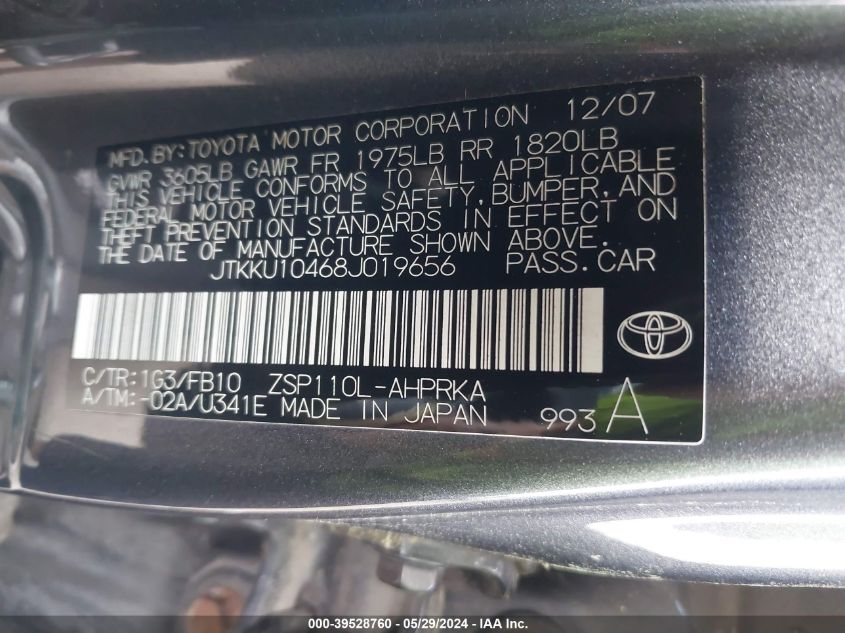 MFD.BY:TOYOTA MOTOR CORPORATION 12/07
GVWR 3605LB GAWR FR 1975LB RR 1820LB
THIS VEHICLE CONFORMS TO ALL APPLICABLE
FEDERAL MOTOR VEHICLE SAFETY,BUMPER,AND
THEFT PREVENTION STANDARDS IN EFFECT ON
THE DATE OF MANUFACTURE SHOWN ABOVE.
JTKKU10468J019656 PASS.CAR
C/TR:1G3/FB10 ZSP110L-AHPRKA
A/TM:-02A/U341E MADE IN JAPAN 993 A
000-39528760 - 05/29/2024 - IAA Inc.